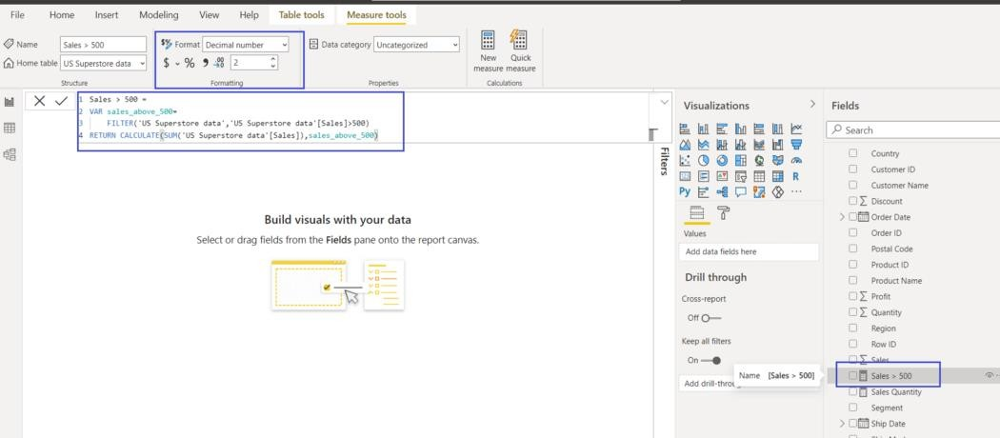 File Home Insert Modeling View Help Table tools Measure tools
Name Sales > 500
Home table US Superstore data
Structure
Format Decimal number
$ % 2
Formatting
Data category Uncategorized
Properties
New measure
Quick measure
Calculations
1 Sales > 500 =
2 VAR sales_above_500=
3 FILTER('US Superstore data','US Superstore data'[Sales]>500)
4 RETURN CALCULATE(SUM('US Superstore data'[Sales]),sales_above_500)
Build visuals with your data
Select or drag fields from the Fields pane onto the report canvas.
Filters
Visualizations
R
Py
Values
Add data fields here
Drill through
Cross-report
Off
Keep all filters
On
Add drill-throu
Name [Sales > 500]
Fields
Search
Country
Customer ID
Customer Name
Discount
Order Date
Order ID
Postal Code
Product ID
Product Name
Profit
Quantity
Region
Row ID
Sales
Sales > 500
Sales Quantity
Segment
Ship Date